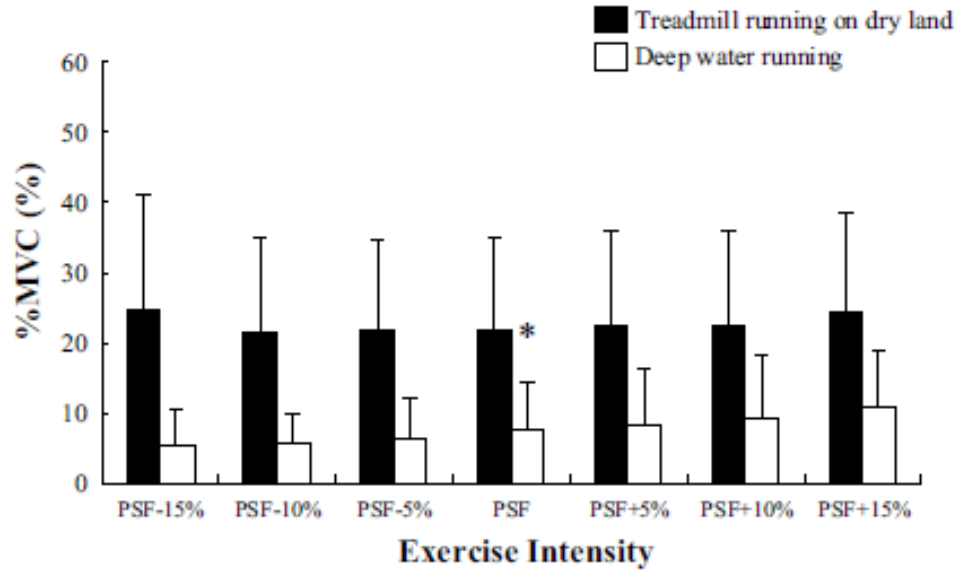 Treadmill running on dry land
Deep water running
60
50
40
30
20
10
0
%MVC (%)
*
PSF-15% PSF-10% PSF-5% PSF PSF+5% PSF+10% PSF+15%
Exercise Intensity